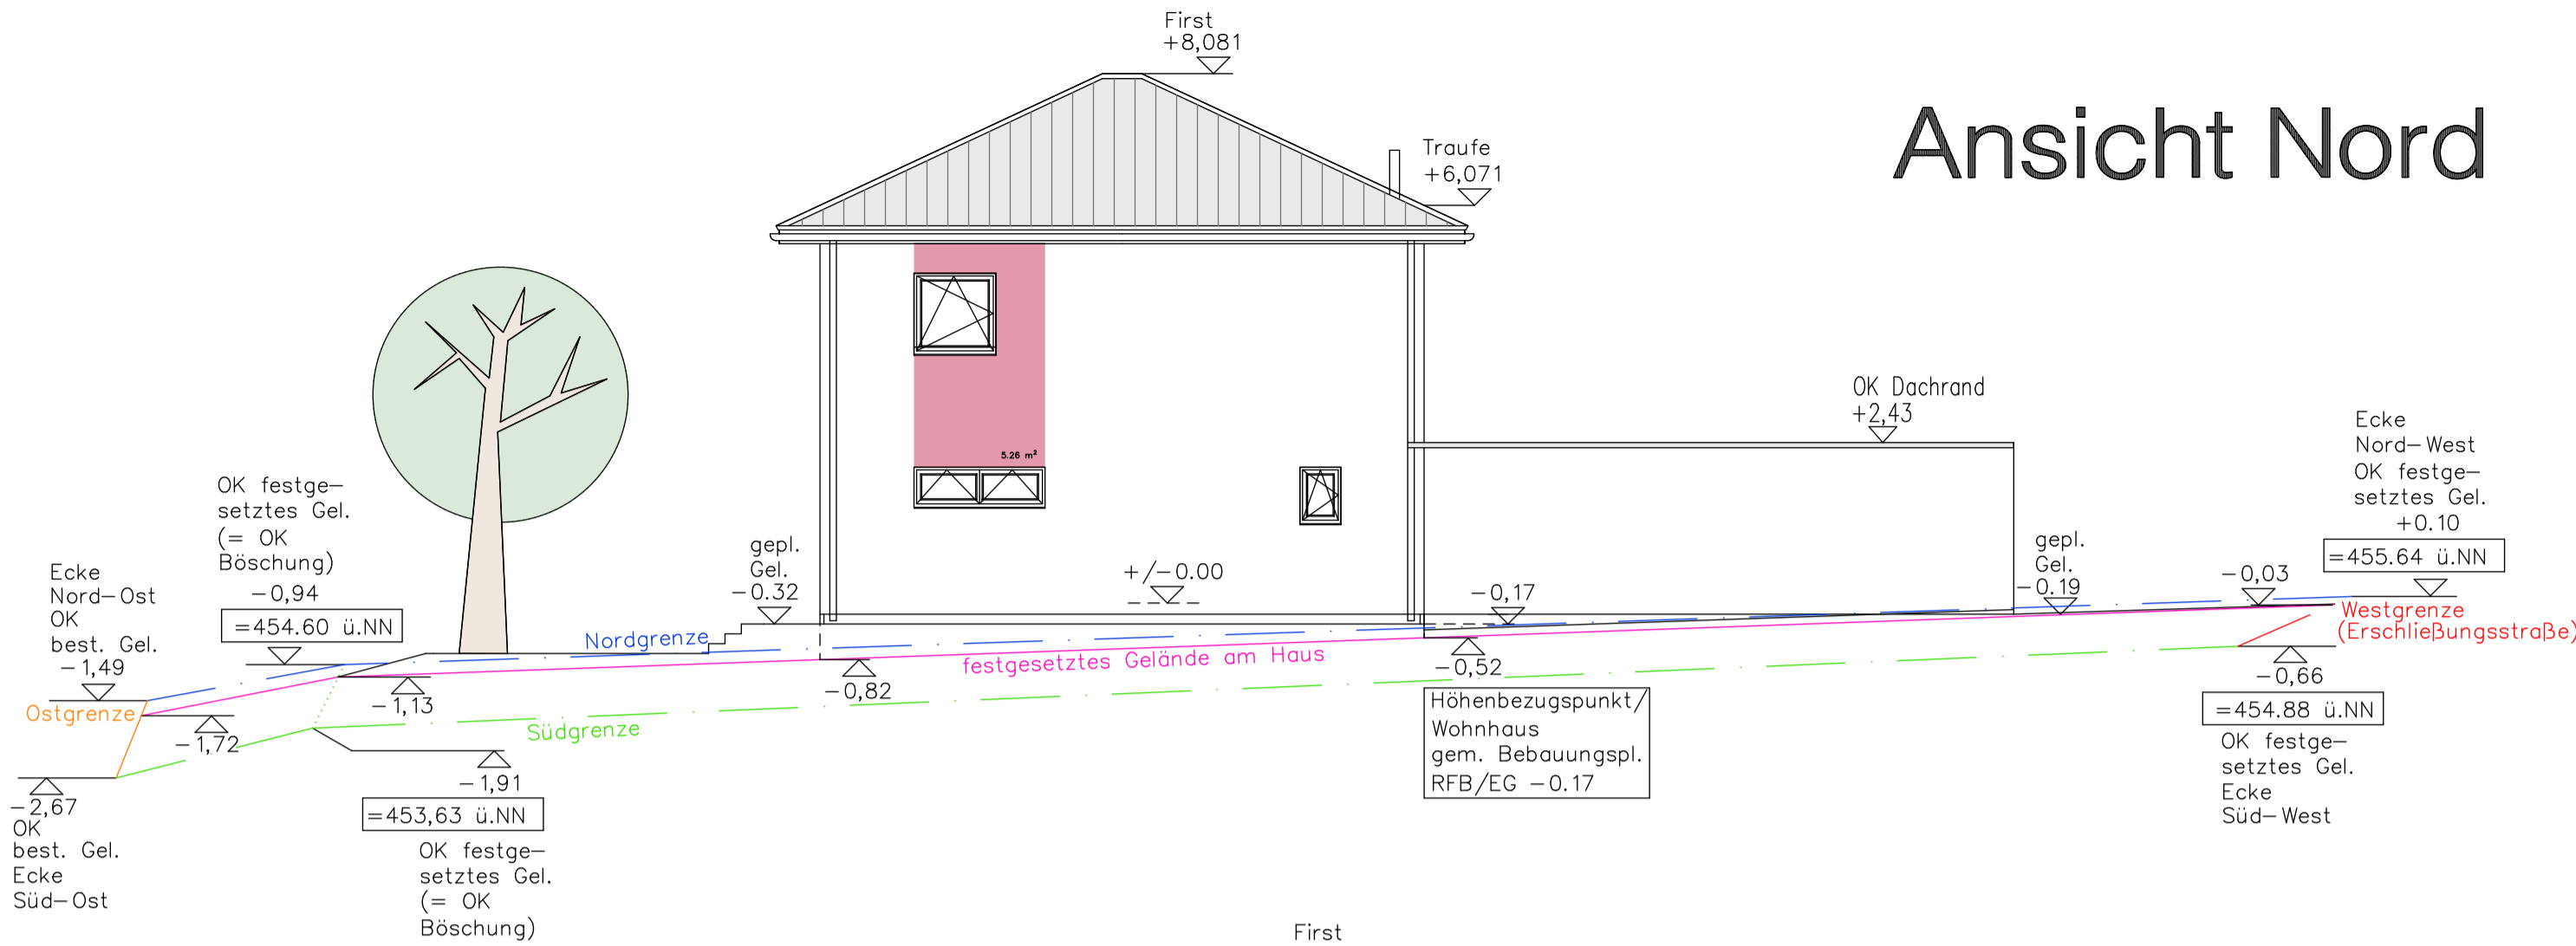 First
+8,081
Ansicht Nord
Traufe
+6,071
OK Dachrand
+2,43
5.26 m²
Ecke
Nord-West
OK festge-
setztes Gel.
+0.10
=455.64 ü.NN
OK festge-
setztes Gel.
(= OK
Böschung)
-0,94
=454.60 ü.NN
Ecke
Nord-Ost
OK
best. Gel.
-1,49
gepl.
Gel.
-0.32
+/-0.00
-0,17
gepl.
Gel.
-0.19
-0,03
Westgrenze
(Erschließungsstraße)
Nordgrenze
festgesetztes Gelände am Haus
-0,82
-0,52
-0,66
=454.88 ü.NN
OK festge-
setztes Gel.
Ecke
Süd-West
Höhenbezugspunkt/
Wohnhaus
gem. Bebauungspl.
RFB/EG -0.17
Ostgrenze
-1,13
-1,72
Südgrenze
-1,91
=453,63 ü.NN
OK festge-
setztes Gel.
(= OK
Böschung)
-2,67
OK
best. Gel.
Ecke
Süd-Ost
First